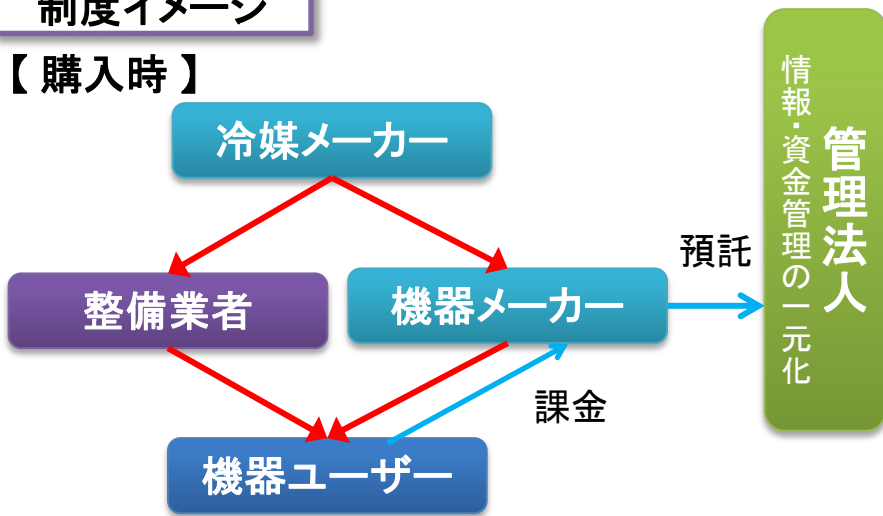 制度イメージ
【 購入時 】
冷媒メーカー
整備業者
機器メーカー
預託
課金
機器ユーザー
管理法人
情報・資金管理の一元化